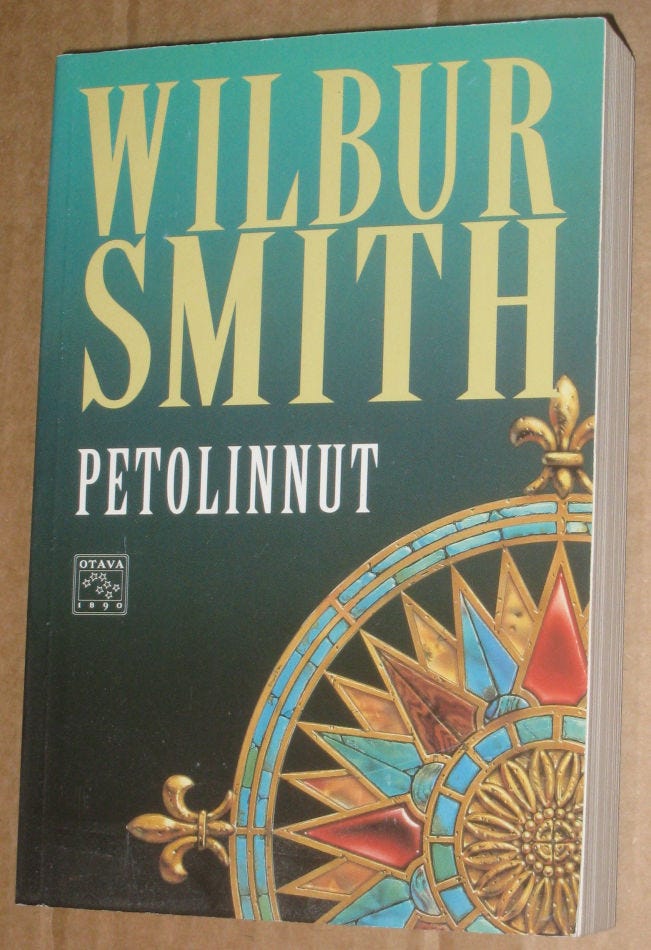 WILBUR
SMITH
PETOLINNUT
OTAVA
1890